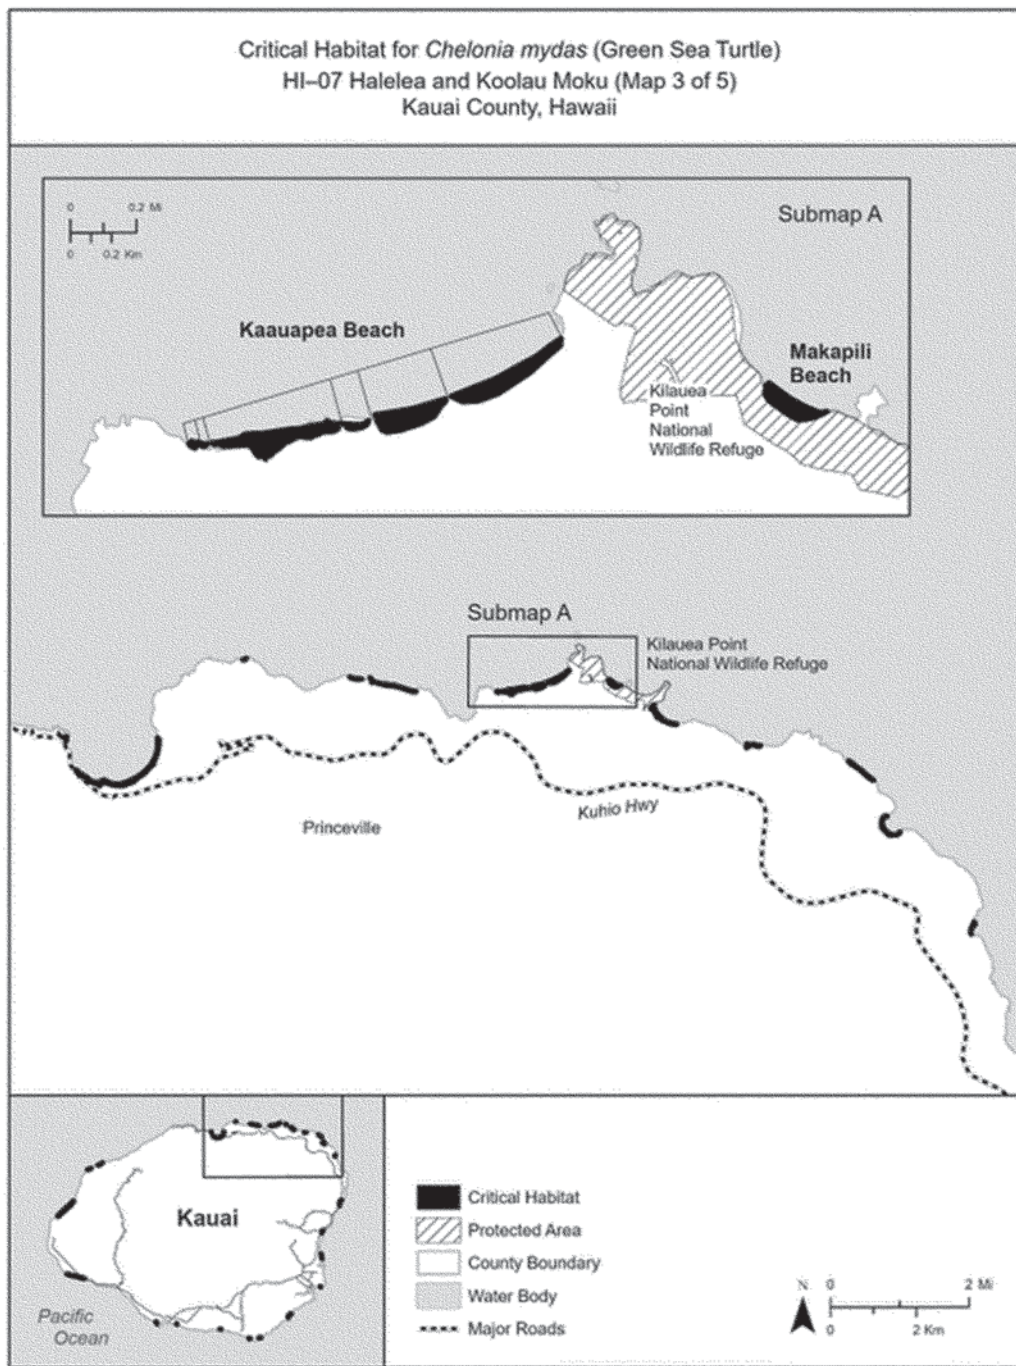 Critical Habitat for Chelonia mydas (Green Sea Turtle)
HI–07 Halelea and Koolau Moku (Map 3 of 5)
Kauai County, Hawaii
0 0.2 Mi
0 0.2 Km
Submap A
Kaauapea Beach
Makapili
Beach
Kilauea
Point
National
Wildlife Refuge
Submap A
Kilauea Point
National Wildlife Refuge
Kuhio Hwy
Princeville
Kauai
Pacific
Ocean
Critical Habitat
Protected Area
County Boundary
Water Body
Major Roads
N
0 2 Mi
0 2 Km